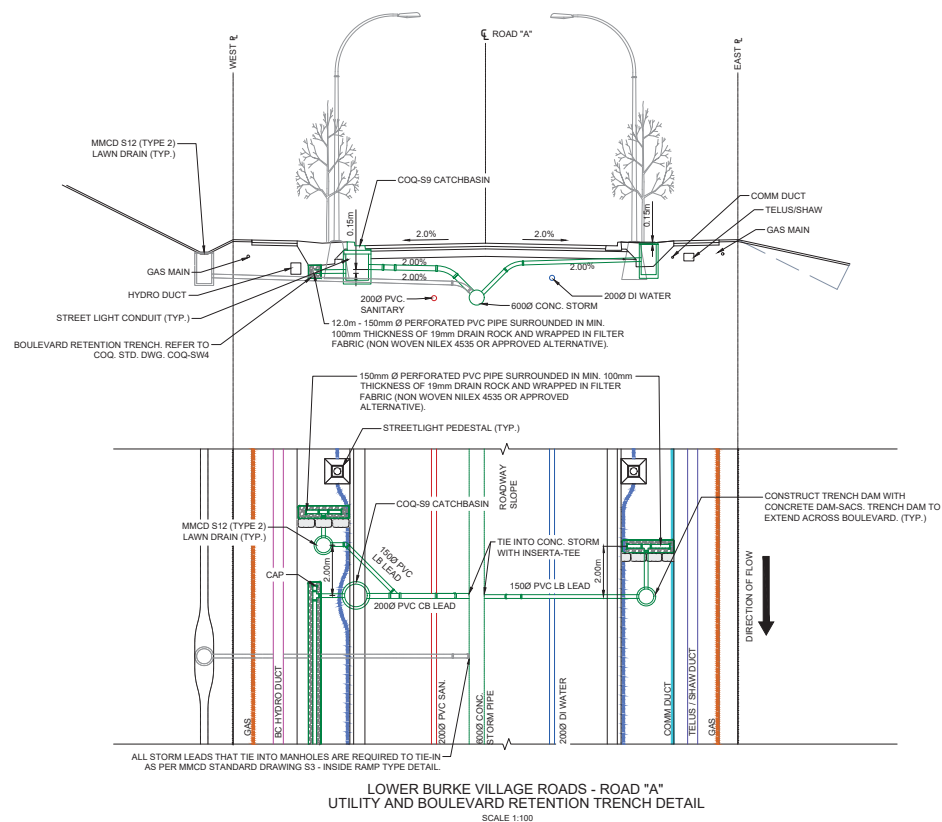 WEST ℙL
℄ ROAD "A"
EAST ℙL
MMCD S12 (TYPE 2)
LAWN DRAIN (TYP.)
COQ-S9 CATCHBASIN
0.15m
0.15m
COMM DUCT
TELUS/SHAW
GAS MAIN
2.0%
2.0%
GAS MAIN
2.00%
2.00%
2.00%
HYDRO DUCT
200Ø PVC.
SANITARY
600Ø CONC. STORM
200Ø DI WATER
STREET LIGHT CONDUIT (TYP.)
12.0m - 150mm Ø PERFORATED PVC PIPE SURROUNDED IN MIN.
100mm THICKNESS OF 19mm DRAIN ROCK AND WRAPPED IN FILTER
FABRIC (NON WOVEN NILEX 4535 OR APPROVED ALTERNATIVE).
BOULEVARD RETENTION TRENCH. REFER TO
COQ. STD. DWG. COQ-SW4
150mm Ø PERFORATED PVC PIPE SURROUNDED IN MIN. 100mm
THICKNESS OF 19mm DRAIN ROCK AND WRAPPED IN FILTER
FABRIC (NON WOVEN NILEX 4535 OR APPROVED
ALTERNATIVE).
STREETLIGHT PEDESTAL (TYP.)
ROADWAY
SLOPE
COQ-S9 CATCHBASIN
CONSTRUCT TRENCH DAM WITH
CONCRETE DAM-SACS. TRENCH DAM TO
EXTEND ACROSS BOULEVARD. (TYP.)
MMCD S12 (TYPE 2)
LAWN DRAIN (TYP.)
TIE INTO CONC. STORM
WITH INSERTA-TEE
150Ø PVC
LB LEAD
2.00m
2.00m
CAP
150Ø PVC LB LEAD
200Ø PVC CB LEAD
DIRECTION OF FLOW
GAS
BC HYDRO DUCT
200Ø PVC SAN.
600Ø CONC.
STORM PIPE
200Ø DI WATER
COMM DUCT
TELUS / SHAW DUCT
GAS
ALL STORM LEADS THAT TIE INTO MANHOLES ARE REQUIRED TO TIE-IN
AS PER MMCD STANDARD DRAWING S3 - INSIDE RAMP TYPE DETAIL.
LOWER BURKE VILLAGE ROADS - ROAD "A"
UTILITY AND BOULEVARD RETENTION TRENCH DETAIL
SCALE 1:100